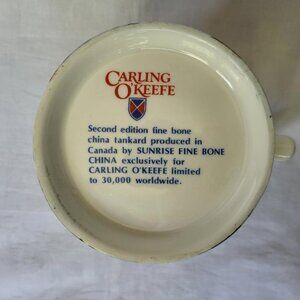 CARLING
O'KEEFE
Second edition fine bone
china tankard produced in
Canada by SUNRISE FINE BONE
CHINA exclusively for
CARLING O'KEEFE limited
to 30,000 worldwide.